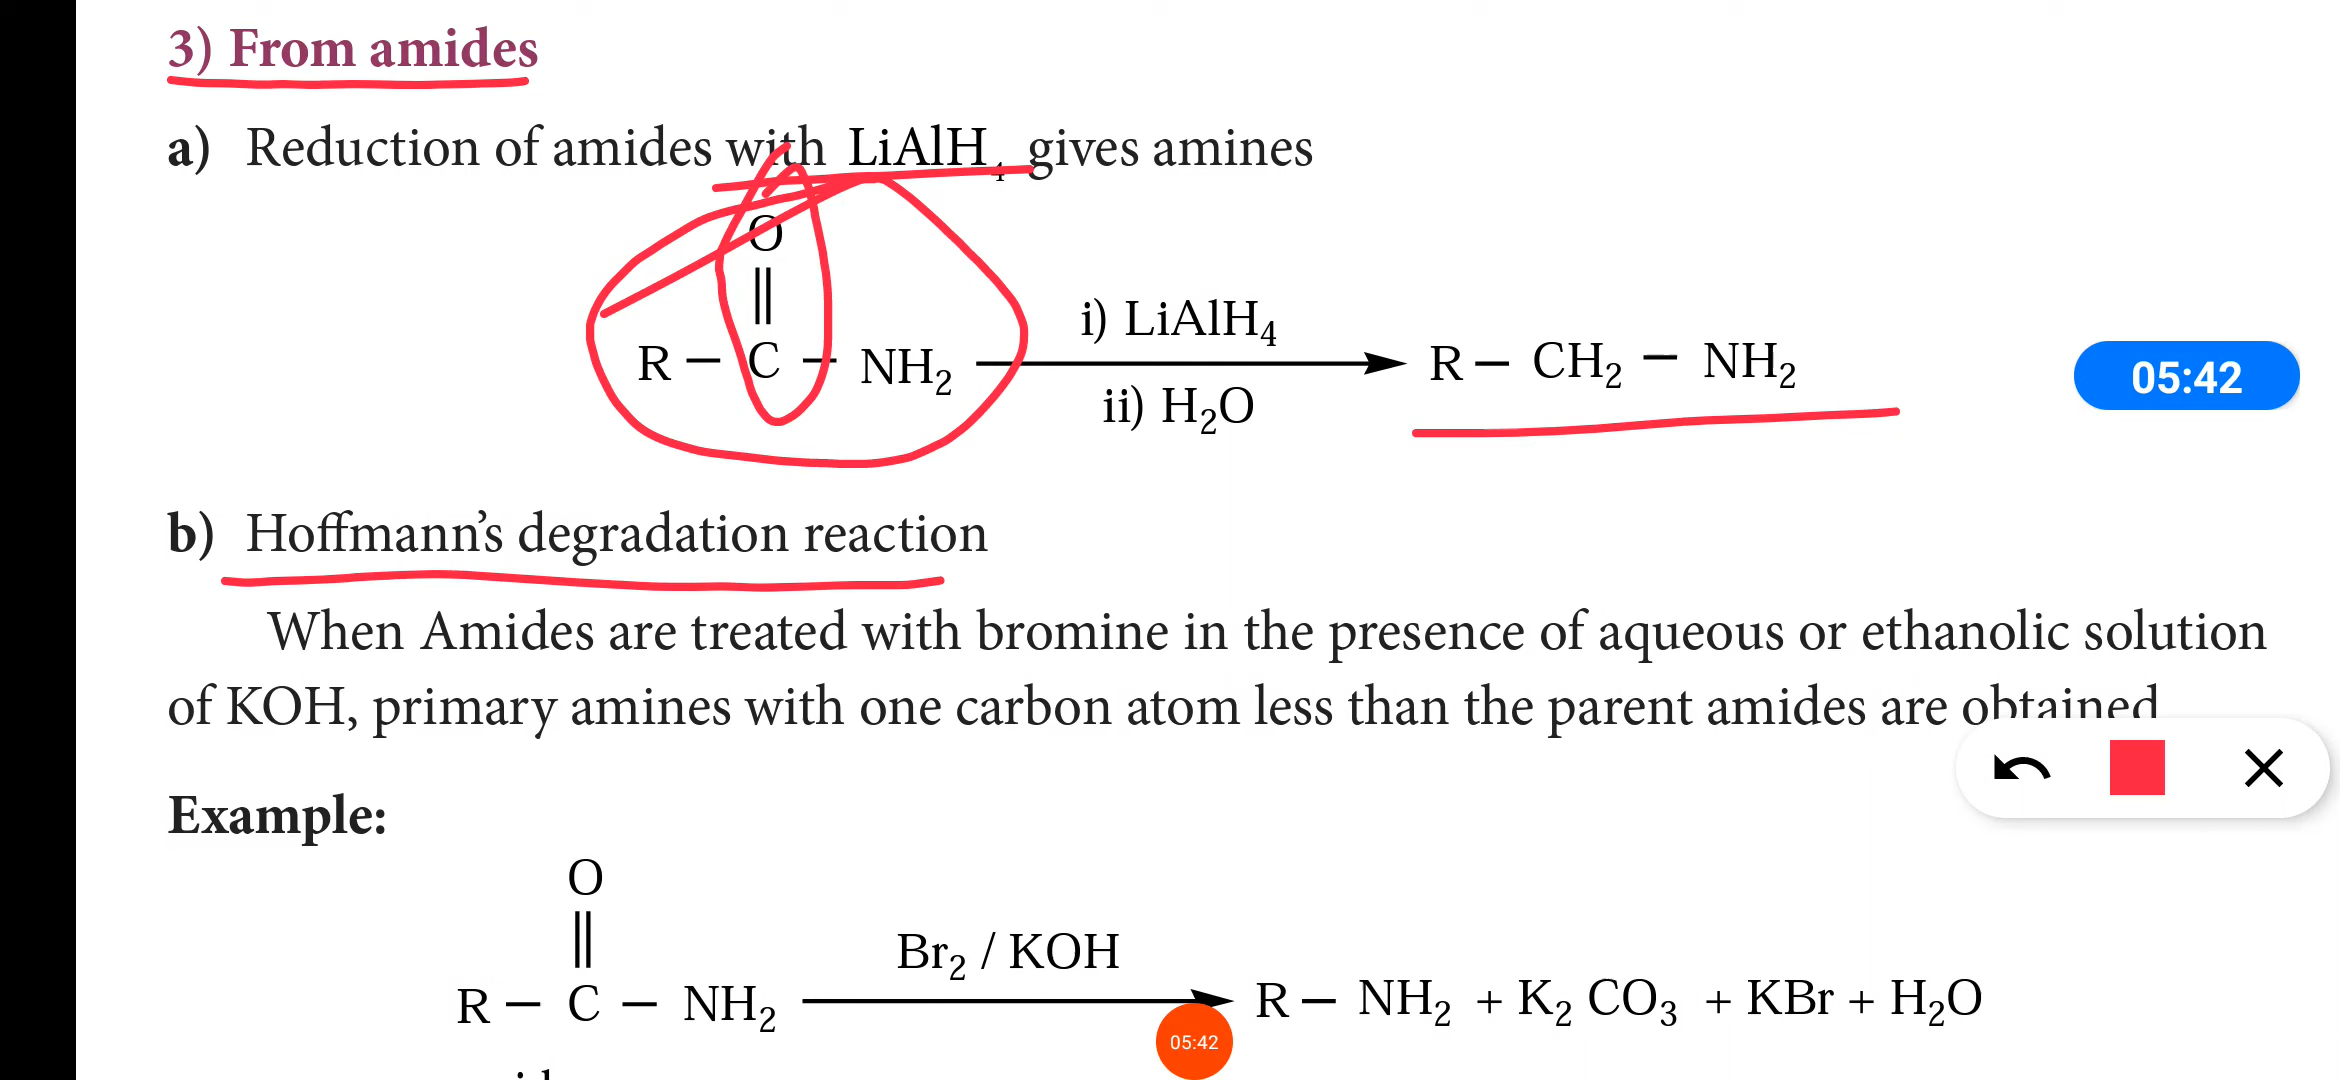 3) From amides
a) Reduction of amides with LiAlH₄ gives amines
O
||
R – C – NH₂ i) LiAlH₄ R – CH₂ – NH₂
ii) H₂O
05:42
b) Hoffmann’s degradation reaction
When Amides are treated with bromine in the presence of aqueous or ethanolic solution
of KOH, primary amines with one carbon atom less than the parent amides are obtained
Example:
O
||
R – C – NH₂ Br₂ / KOH R – NH₂ + K₂ CO₃ + KBr + H₂O
05:42